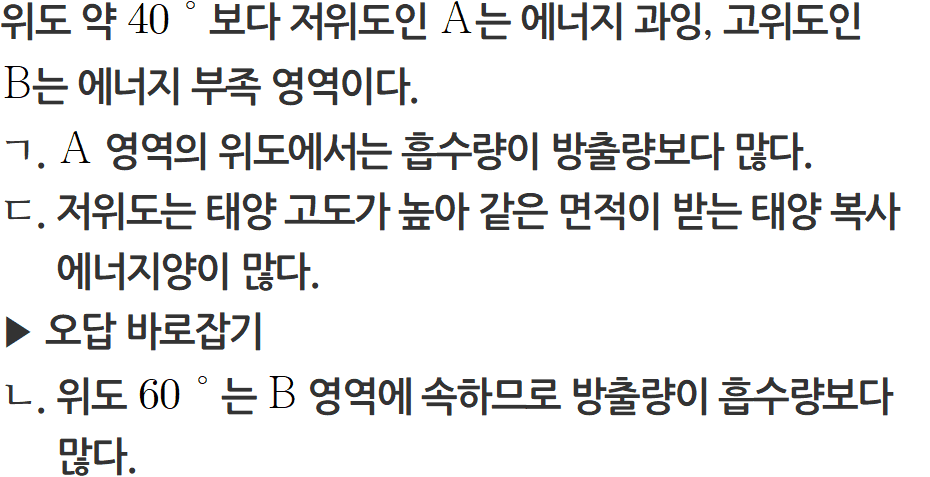 위도 약 40 ° 보다 저위도인 A는 에너지 과잉, 고위도인
B는 에너지 부족 영역이다.
ㄱ. A 영역의 위도에서는 흡수량이 방출량보다 많다.
ㄷ. 저위도는 태양 고도가 높아 같은 면적이 받는 태양 복사
에너지양이 많다.
▶ 오답 바로잡기
ㄴ. 위도 60 ° 는 B 영역에 속하므로 방출량이 흡수량보다
많다.